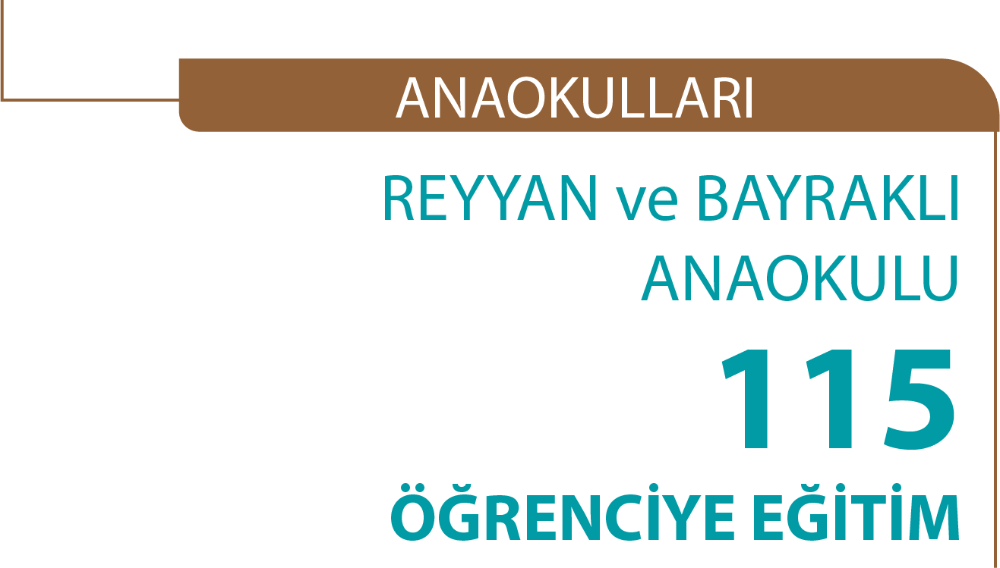 ANAOKULLARI
REYYAN ve BAYRAKLI
ANAOKULU
115
ÖĞRENCİYE EĞİTİM